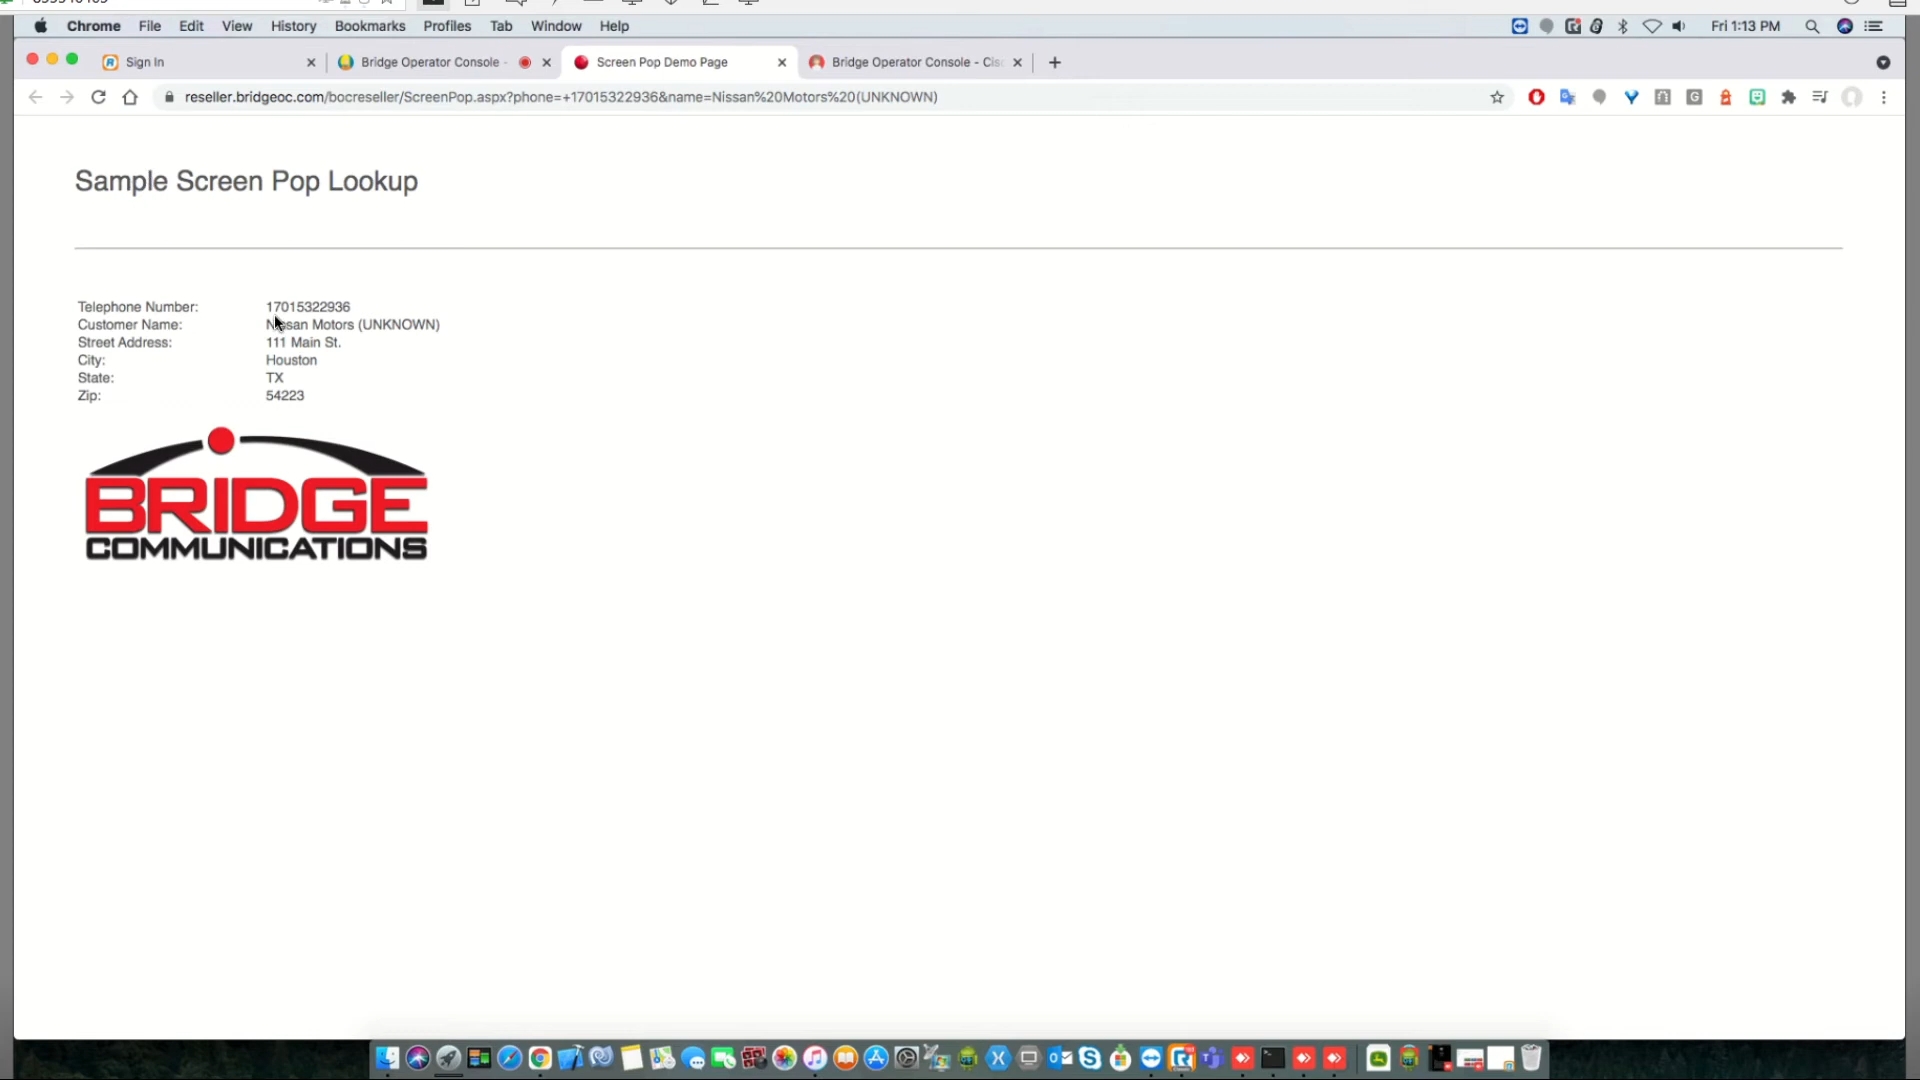 Chrome File Edit View History Bookmarks Profiles Tab Window Help Fri 1:13 PM
Sign In Bridge Operator Console - Screen Pop Demo Page Bridge Operator Console - Cis
reseller.bridgeoc.com/bocreseller/ScreenPop.aspx?phone=+17015322936&name=Nissan%20Motors%20(UNKNOWN)
Sample Screen Pop Lookup
Telephone Number: 17015322936
Customer Name: Nissan Motors (UNKNOWN)
Street Address: 111 Main St.
City: Houston
State: TX
Zip: 54223
BRIDGE
COMMUNICATIONS